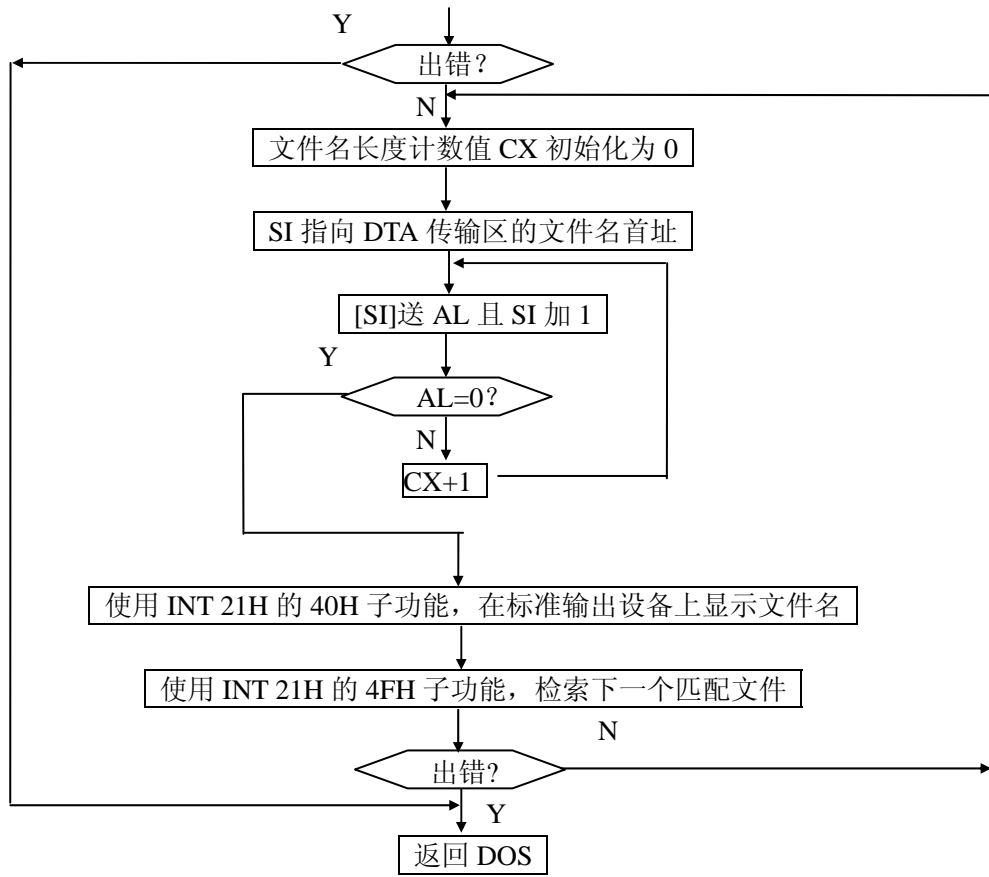 Y
出错？
N
文件名长度计数值 CX 初始化为 0
SI 指向 DTA 传输区的文件名首址
[SI]送 AL 且 SI 加 1
Y
AL=0？
N
CX+1
使用 INT 21H 的 40H 子功能，在标准输出设备上显示文件名
使用 INT 21H 的 4FH 子功能，检索下一个匹配文件
N
出错?
Y
返回 DOS